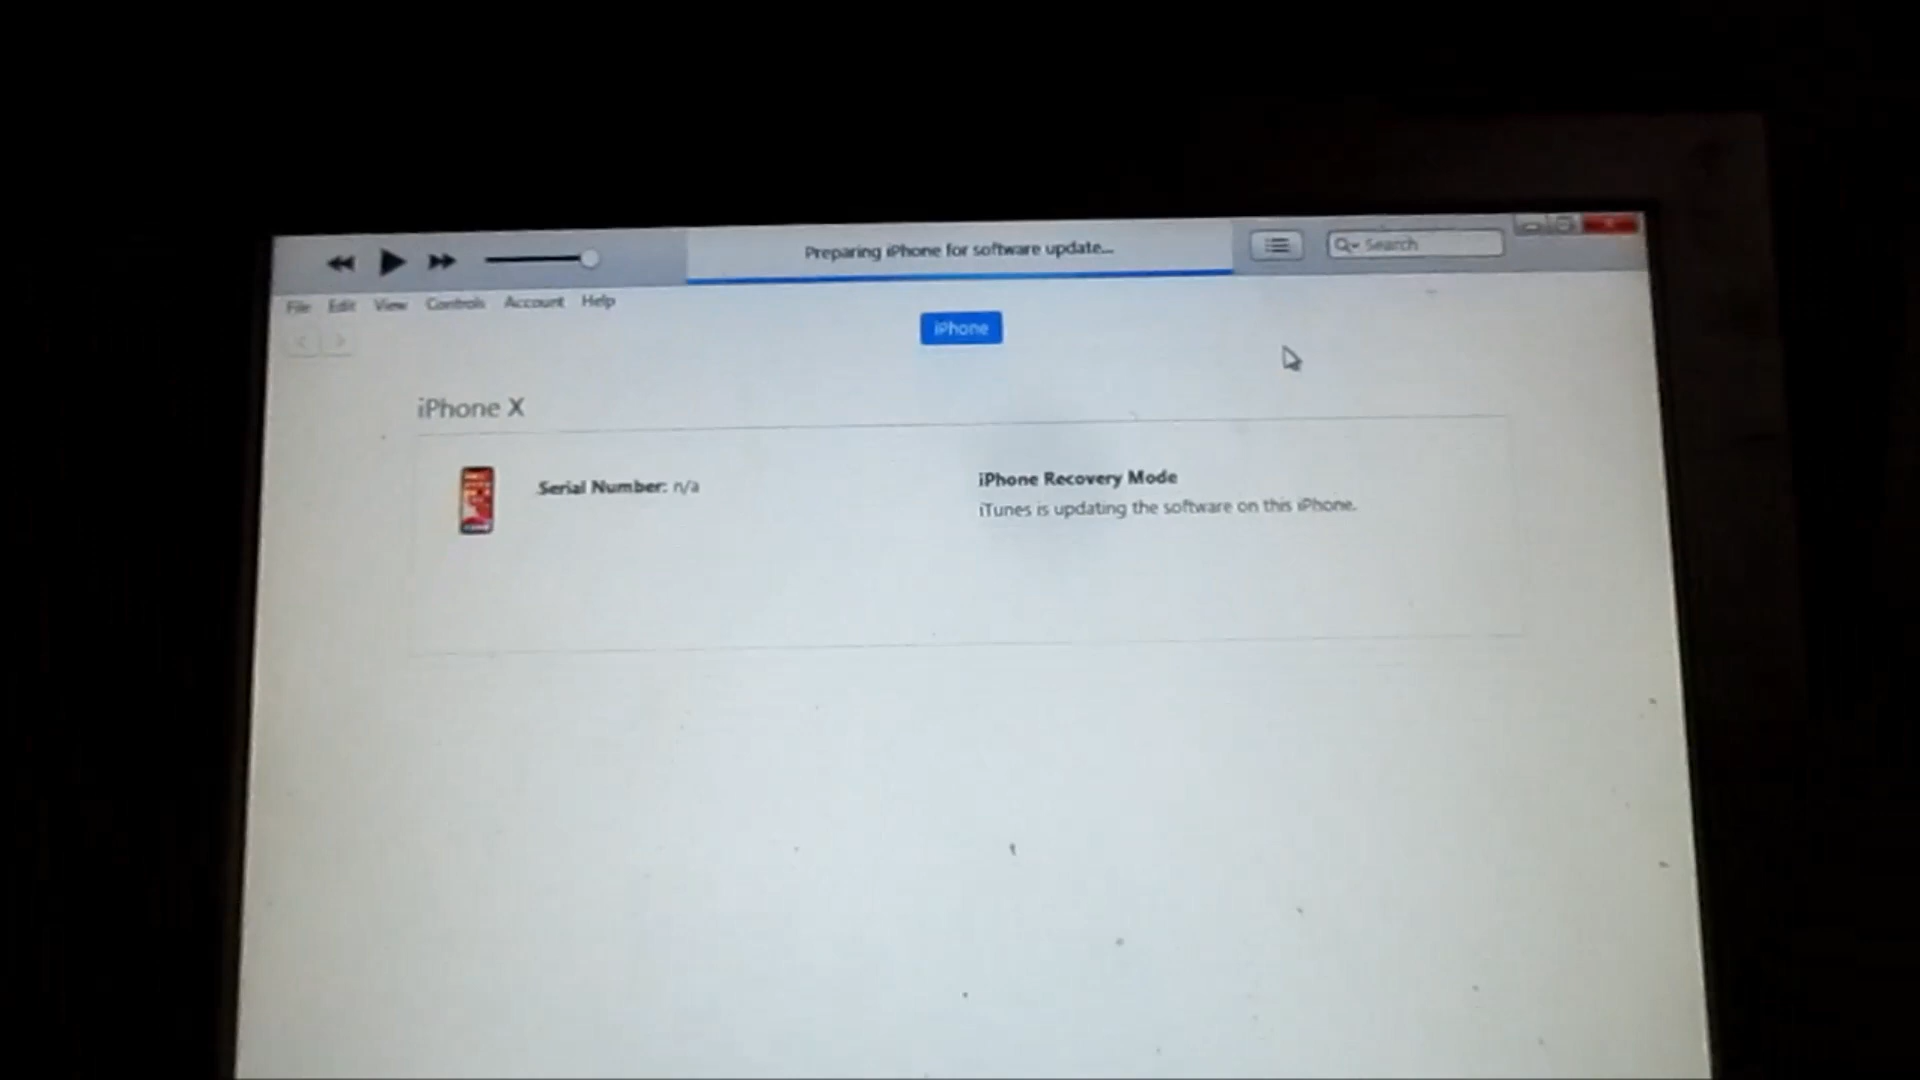 Preparing iPhone for software update...
Search
File Edit View Controls Account Help
iPhone
iPhone X
Serial Number: n/a
iPhone Recovery Mode
iTunes is updating the software on this iPhone.